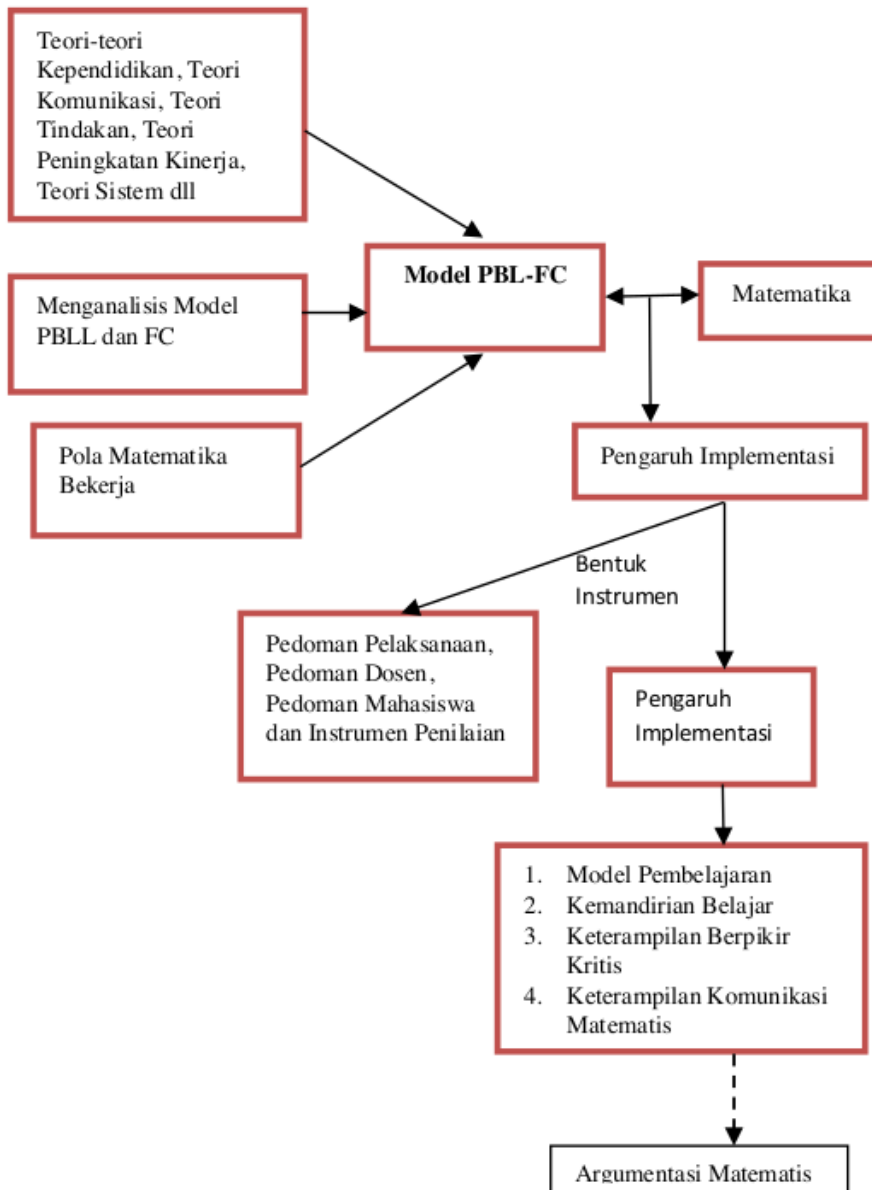 Teori-teori
Kependidikan, Teori
Komunikasi, Teori
Tindakan, Teori
Peningkatan Kinerja,
Teori Sistem dll
Model PBL-FC
Matematika
Menganalisis Model
PBLL dan FC
Pola Matematika
Bekerja
Pengaruh Implementasi
Bentuk
Instrumen
Pedoman Pelaksanaan,
Pedoman Dosen,
Pedoman Mahasiswa
dan Instrumen Penilaian
Pengaruh
Implementasi
1. Model Pembelajaran
2. Kemandirian Belajar
3. Keterampilan Berpikir
Kritis
4. Keterampilan Komunikasi
Matematis
Argumentasi Matematis